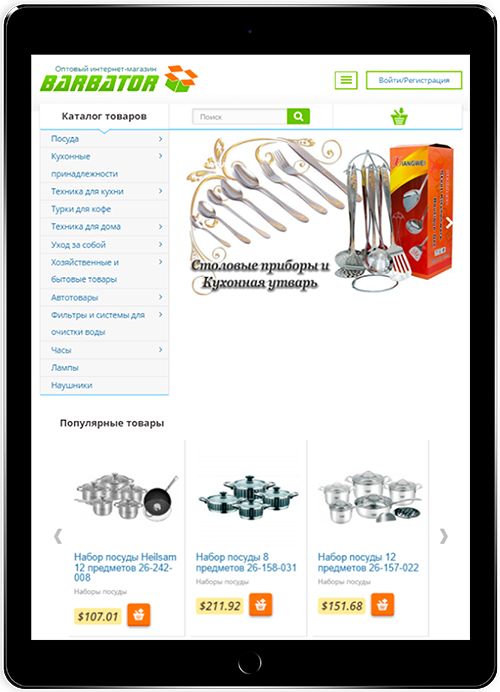 Оптовый интернет-магазин
BARBATOR
Войти/Регистрация
Каталог товаров
Поиск
Посуда
Кухонные
принадлежности
Техника для кухни
Турки для кофе
Техника для дома
Уход за собой
Хозяйственные и
бытовые товары
Автотовары
Фильтры и системы для
очистки воды
Часы
Лампы
Наушники
JIANGWEI
Столовые приборы и
Кухонная утварь
Популярные товары
Набор посуды Heilsam
12 предметов 26-242-
008
Наборы посуды
$107.01
Набор посуды 8
предметов 26-158-031
Наборы посуды
$211.92
Набор посуды 12
предметов 26-157-022
Наборы посуды
$151.68